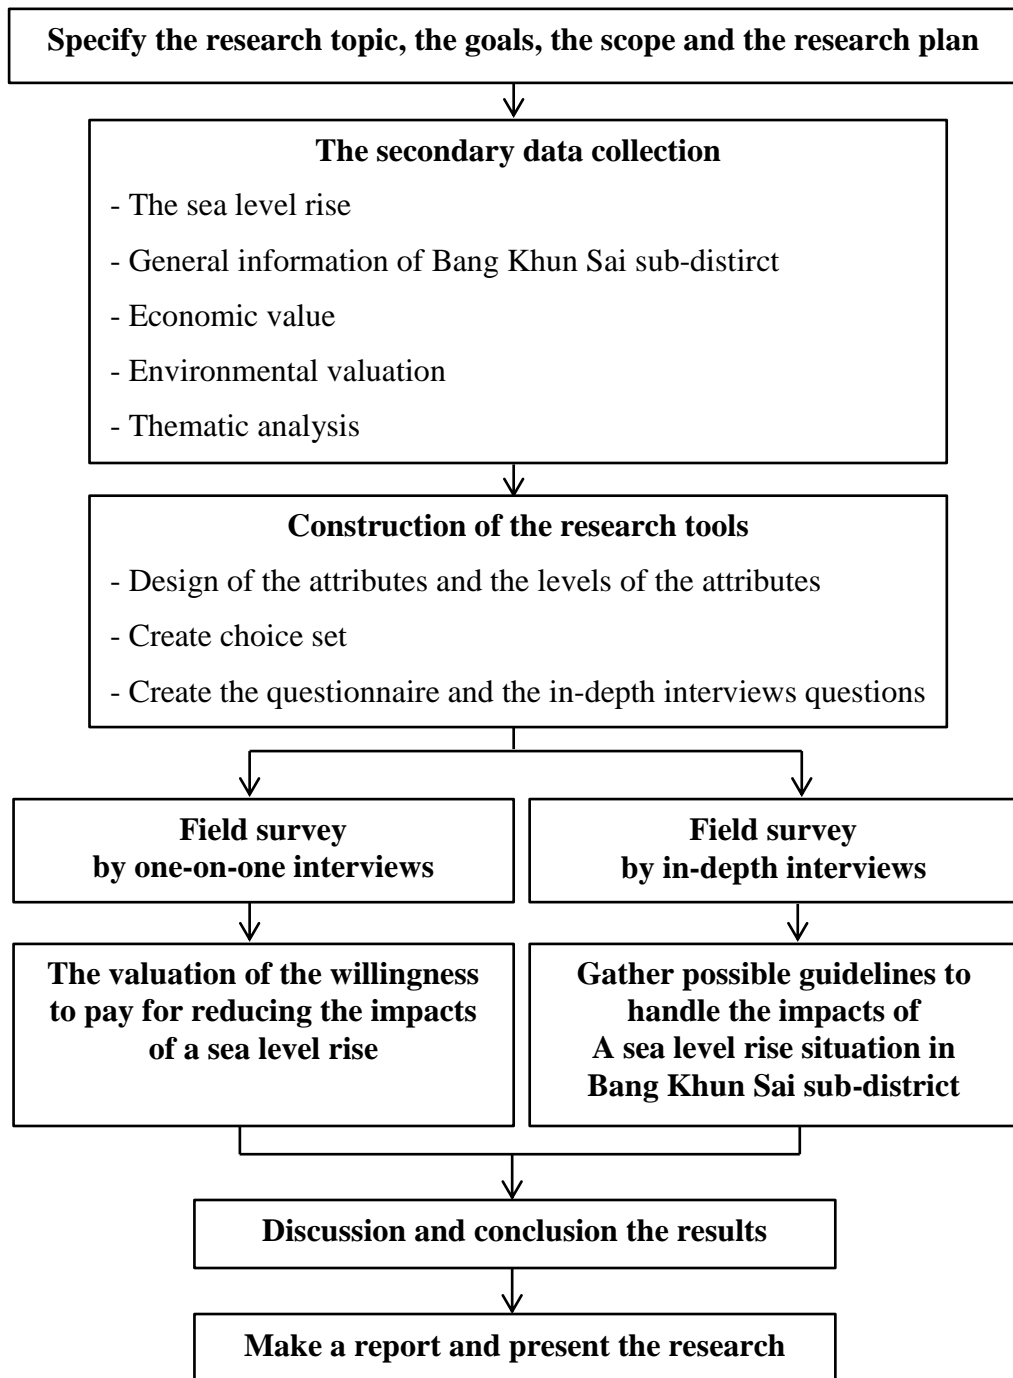 Specify the research topic, the goals, the scope and the research plan
The secondary data collection
- The sea level rise
- General information of Bang Khun Sai sub-distirct
- Economic value
- Environmental valuation
- Thematic analysis
Construction of the research tools
- Design of the attributes and the levels of the attributes
- Create choice set
- Create the questionnaire and the in-depth interviews questions
Field survey
by one-on-one interviews
Field survey
by in-depth interviews
The valuation of the willingness
to pay for reducing the impacts
of a sea level rise
Gather possible guidelines to
handle the impacts of
A sea level rise situation in
Bang Khun Sai sub-district
Discussion and conclusion the results
Make a report and present the research